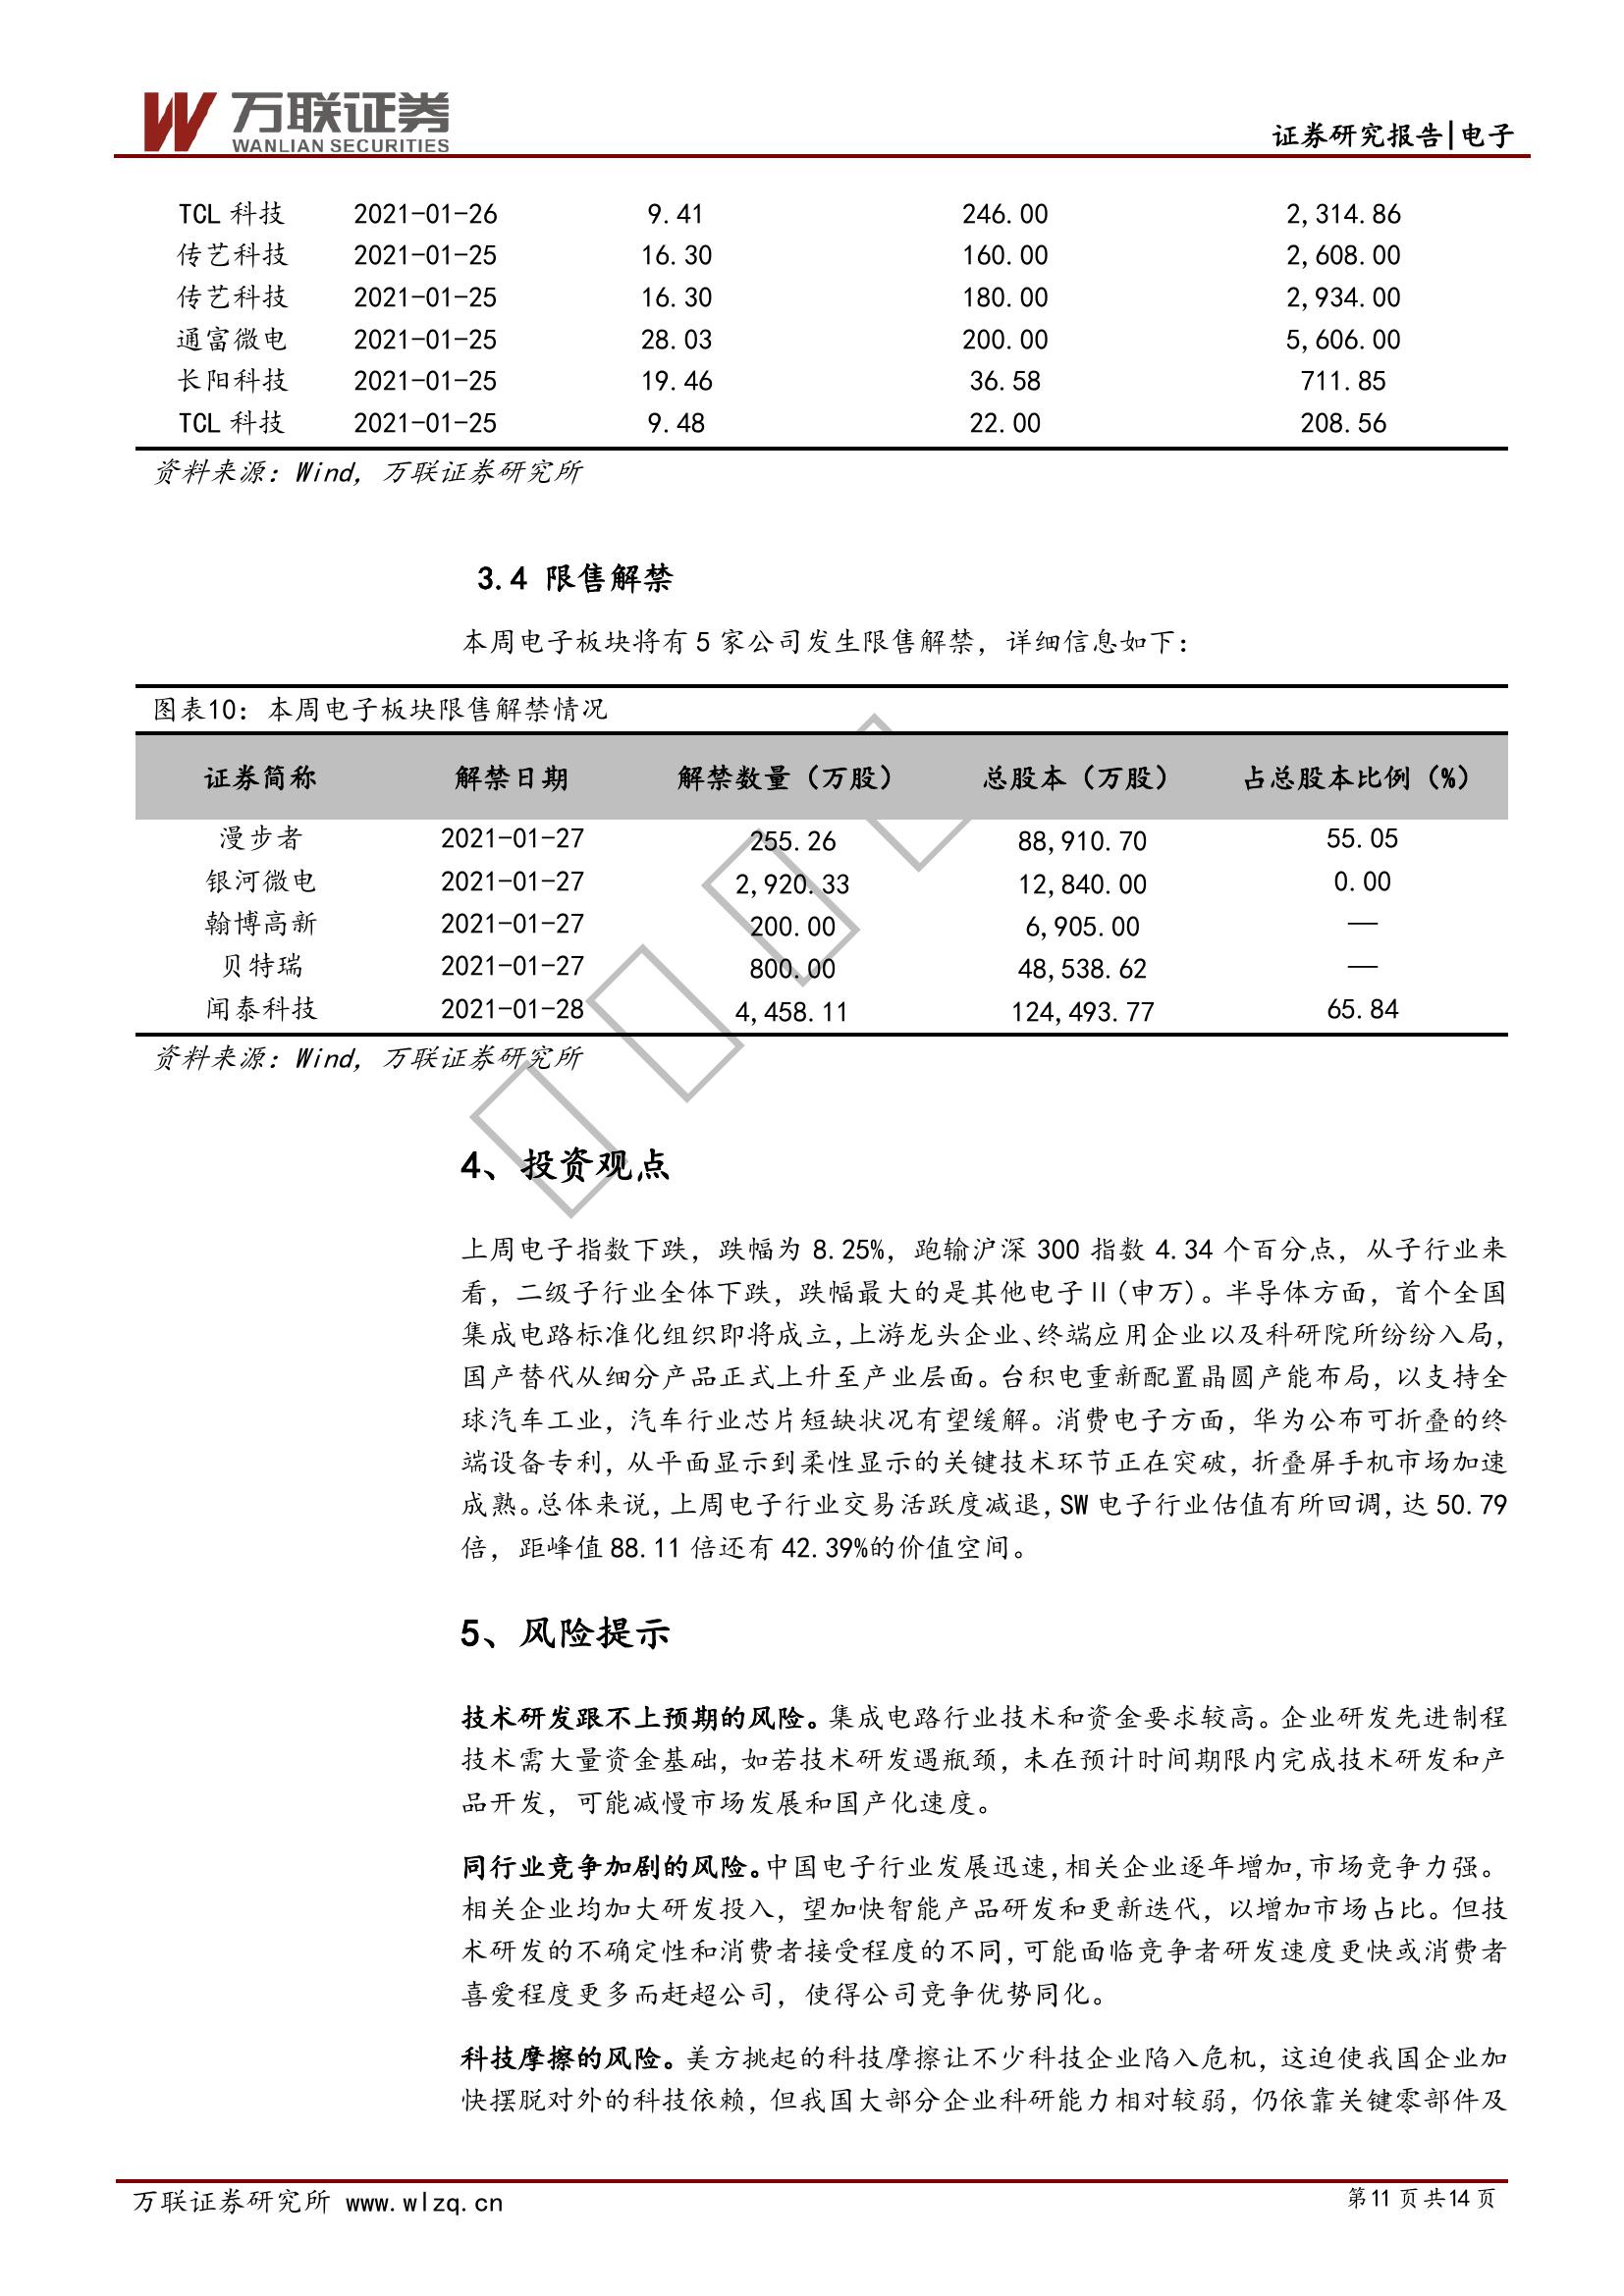 万联证券
WANLIAN SECURITIES
证券研究报告|电子
TCL 科技 2021-01-26 9.41 246.00 2,314.86
传艺科技 2021-01-25 16.30 160.00 2,608.00
传艺科技 2021-01-25 16.30 180.00 2,934.00
通富微电 2021-01-25 28.03 200.00 5,606.00
长阳科技 2021-01-25 19.46 36.58 711.85
TCL 科技 2021-01-25 9.48 22.00 208.56
资料来源：Wind，万联证券研究所
3.4 限售解禁
本周电子板块将有 5 家公司发生限售解禁，详细信息如下：
图表10：本周电子板块限售解禁情况
证券简称 解禁日期 解禁数量（万股） 总股本（万股） 占总股本比例（%）
漫步者 2021-01-27 255.26 88,910.70 55.05
银河微电 2021-01-27 2,920.33 12,840.00 0.00
翰博高新 2021-01-27 200.00 6,905.00 —
贝特瑞 2021-01-27 800.00 48,538.62 —
闻泰科技 2021-01-28 4,458.11 124,493.77 65.84
资料来源：Wind，万联证券研究所
4、投资观点
上周电子指数下跌，跌幅为 8.25%，跑输沪深 300 指数 4.34 个百分点，从子行业来
看，二级子行业全体下跌，跌幅最大的是其他电子Ⅱ(申万)。半导体方面，首个全国
集成电路标准化组织即将成立，上游龙头企业、终端应用企业以及科研院所纷纷入局，
国产替代从细分产品正式上升至产业层面。台积电重新配置晶圆产能布局，以支持全
球汽车工业，汽车行业芯片短缺状况有望缓解。消费电子方面，华为公布可折叠的终
端设备专利，从平面显示到柔性显示的关键技术环节正在突破，折叠屏手机市场加速
成熟。总体来说，上周电子行业交易活跃度减退，SW 电子行业估值有所回调，达 50.79
倍，距峰值 88.11 倍还有 42.39%的价值空间。
5、风险提示
技术研发跟不上预期的风险。集成电路行业技术和资金要求较高。企业研发先进制程
技术需大量资金基础，如若技术研发遇瓶颈，未在预计时间期限内完成技术研发和产
品开发，可能减慢市场发展和国产化速度。
同行业竞争加剧的风险。中国电子行业发展迅速，相关企业逐年增加，市场竞争力强。
相关企业均加大研发投入，望加快智能产品研发和更新迭代，以增加市场占比。但技
术研发的不确定性和消费者接受程度的不同，可能面临竞争者研发速度更快或消费者
喜爱程度更多而赶超公司，使得公司竞争优势同化。
科技摩擦的风险。美方挑起的科技摩擦让不少科技企业陷入危机，这迫使我国企业加
快摆脱对外的科技依赖，但我国大部分企业科研能力相对较弱，仍依靠关键零部件及
万联证券研究所 www.wlzq.cn 第11 页 共14 页